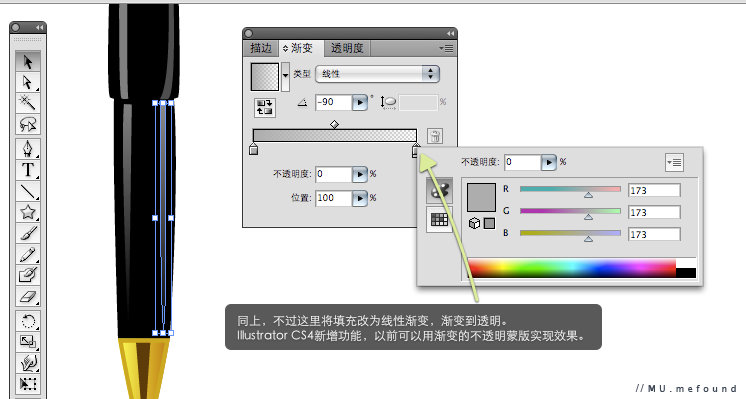 描边 渐变 透明度
类型 线性
-90 °
%
不透明度: 0 %
位置: 100 %
不透明度: 0 %
R 173
G 173
B 173
T
同上，不过这里将填充改为线性渐变，渐变到透明。
Illustrator CS4新增功能，以前可以用渐变的不透明蒙版实现效果。
// MU.mefound